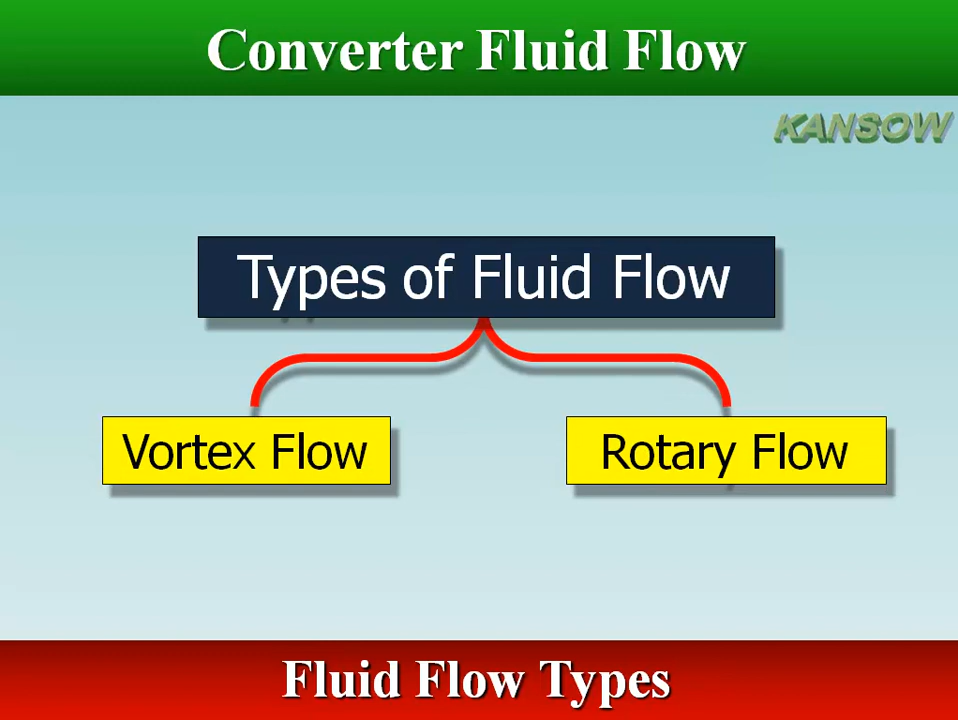 Converter Fluid Flow
KANSOW
Types of Fluid Flow
Vortex Flow
Rotary Flow
Fluid Flow Types